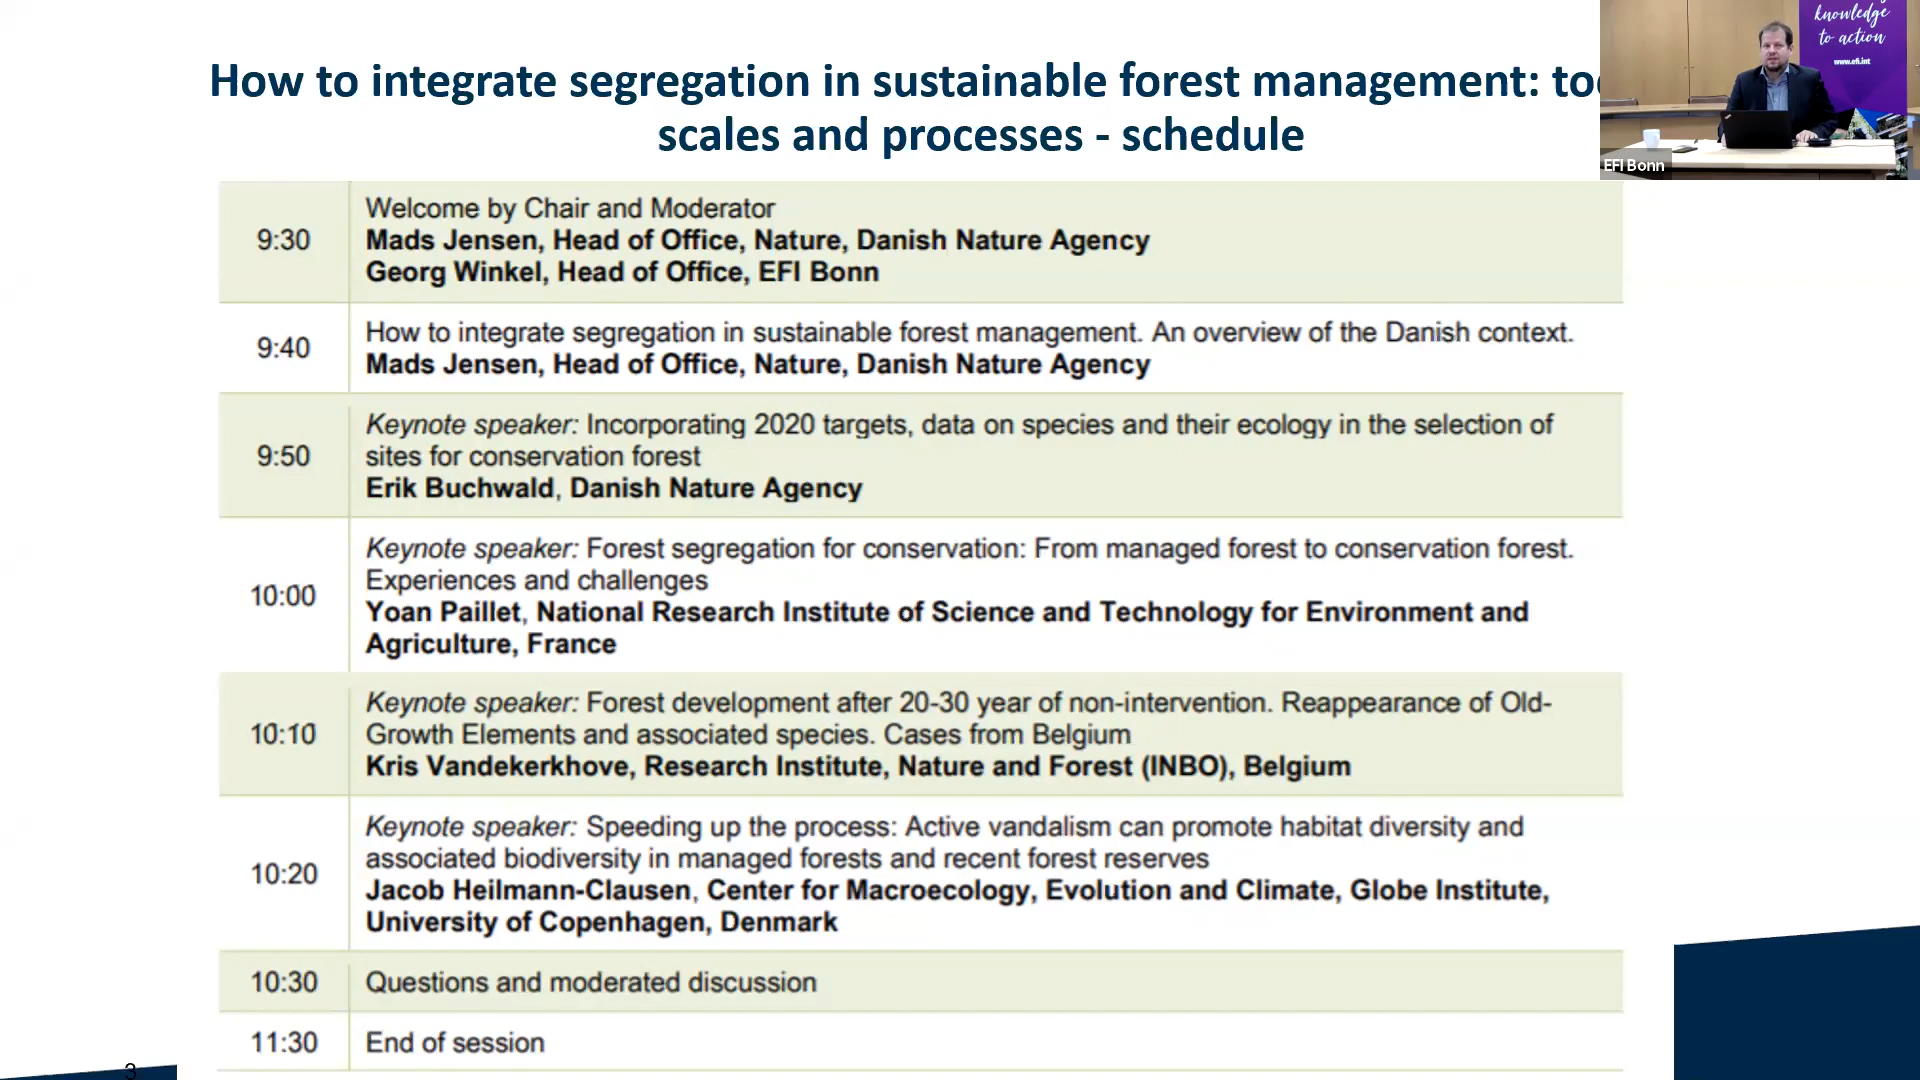 How to integrate segregation in sustainable forest management:
scales and processes - schedule
knowledge
to action
www.efi.int
EFI Bonn
9:30
Welcome by Chair and Moderator
Mads Jensen, Head of Office, Nature, Danish Nature Agency
Georg Winkel, Head of Office, EFI Bonn
9:40
How to integrate segregation in sustainable forest management. An overview of the Danish context.
Mads Jensen, Head of Office, Nature, Danish Nature Agency
9:50
Keynote speaker: Incorporating 2020 targets, data on species and their ecology in the selection of
sites for conservation forest
Erik Buchwald, Danish Nature Agency
10:00
Keynote speaker: Forest segregation for conservation: From managed forest to conservation forest.
Experiences and challenges
Yoan Paillet, National Research Institute of Science and Technology for Environment and
Agriculture, France
10:10
Keynote speaker: Forest development after 20-30 year of non-intervention. Reappearance of Old-
Growth Elements and associated species. Cases from Belgium
Kris Vandekerkhove, Research Institute, Nature and Forest (INBO), Belgium
10:20
Keynote speaker: Speeding up the process: Active vandalism can promote habitat diversity and
associated biodiversity in managed forests and recent forest reserves
Jacob Heilmann-Clausen, Center for Macroecology, Evolution and Climate, Globe Institute,
University of Copenhagen, Denmark
10:30
Questions and moderated discussion
11:30
End of session
3